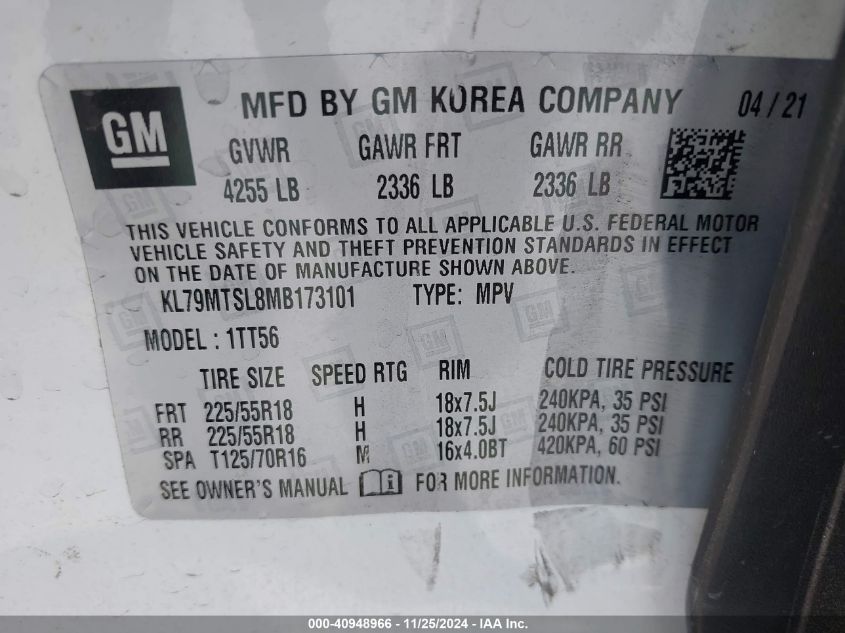 GM
MFD BY GM KOREA COMPANY 04 / 21
GVWR GAWR FRT GAWR RR
4255 LB 2336 LB 2336 LB
THIS VEHICLE CONFORMS TO ALL APPLICABLE U.S. FEDERAL MOTOR
VEHICLE SAFETY AND THEFT PREVENTION STANDARDS IN EFFECT
ON THE DATE OF MANUFACTURE SHOWN ABOVE.
KL79MTSL8MB173101 TYPE: MPV
MODEL : 1TT56
TIRE SIZE SPEED RTG RIM COLD TIRE PRESSURE
FRT 225/55R18 H 18x7.5J 240KPA, 35 PSI
RR 225/55R18 H 18x7.5J 240KPA, 35 PSI
SPA T125/70R16 M 16x4.0BT 420KPA, 60 PSI
SEE OWNER'S MANUAL FOR MORE INFORMATION.
000-40948966 - 11/25/2024 - IAA Inc.